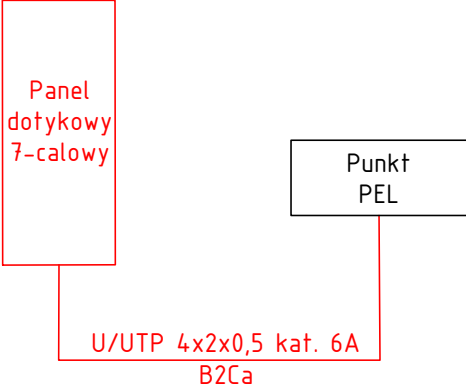 Panel
dotykowy
7-calowy
Punkt
PEL
U/UTP 4x2x0,5 kat. 6A
B2Ca